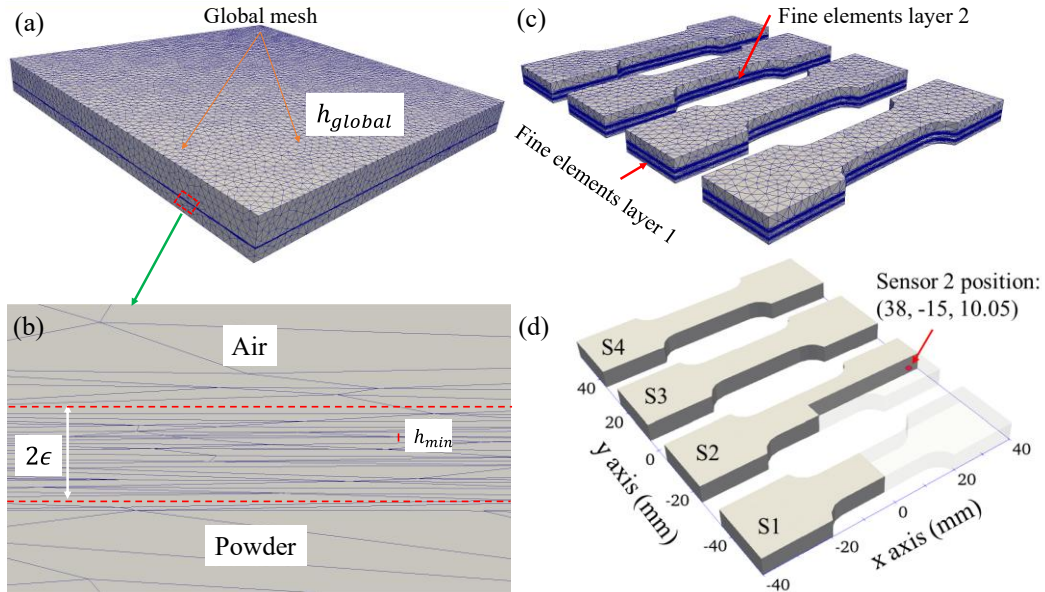 (a)
Global mesh
h_global
(b)
Air
2ϵ
h_min
Powder
(c)
Fine elements layer 2
Fine elements layer 1
(d)
Sensor 2 position:
(38, -15, 10.05)
S4
S3
S2
S1
40
20
0
-20
-40
y axis (mm)
-40
-20
0
20
40
x axis (mm)